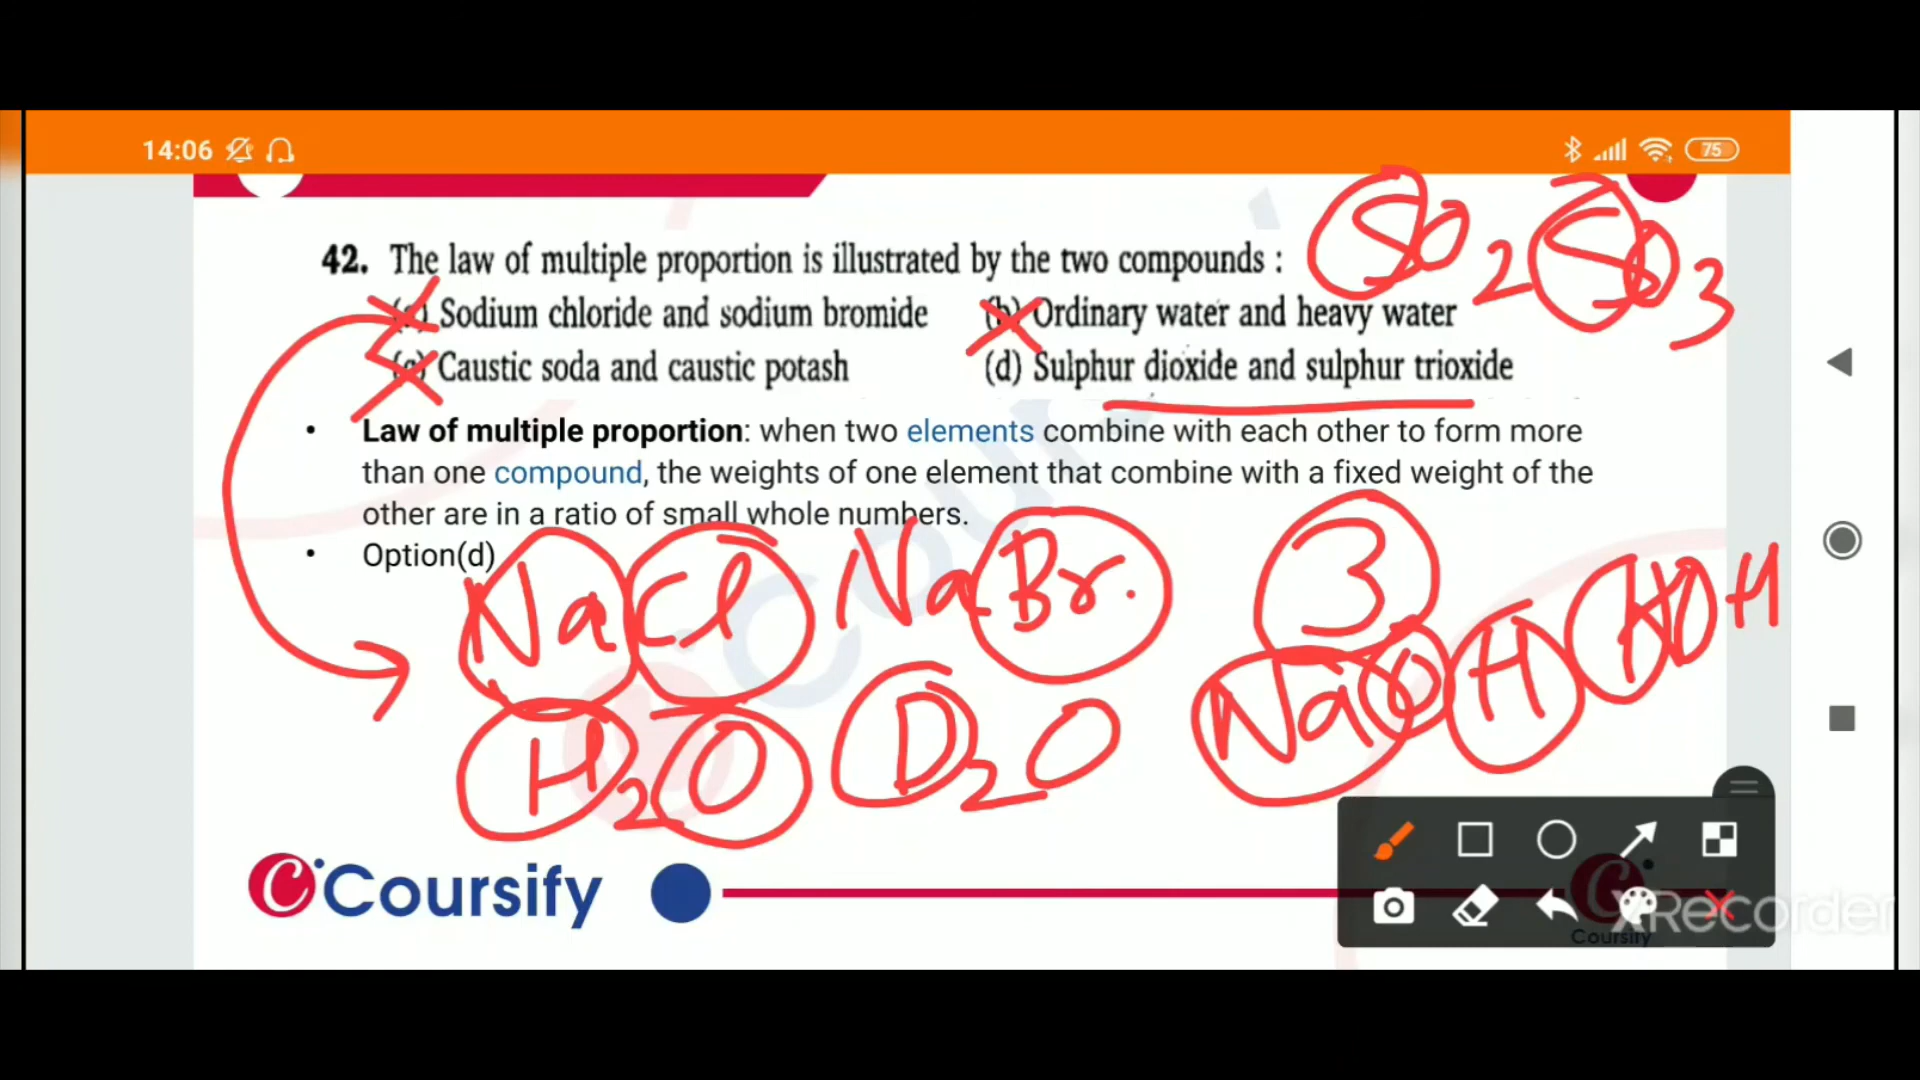 14:06
75
42. The law of multiple proportion is illustrated by the two compounds :
SO2 SO3
(a) Sodium chloride and sodium bromide
(b) Ordinary water and heavy water
(c) Caustic soda and caustic potash
(d) Sulphur dioxide and sulphur trioxide
• Law of multiple proportion: when two elements combine with each other to form more
than one compound, the weights of one element that combine with a fixed weight of the
other are in a ratio of small whole numbers.
• Option(d)
NaCl NaBr.
3
H2O D2O
NaOH
Coursify
XRecorder
Coursify